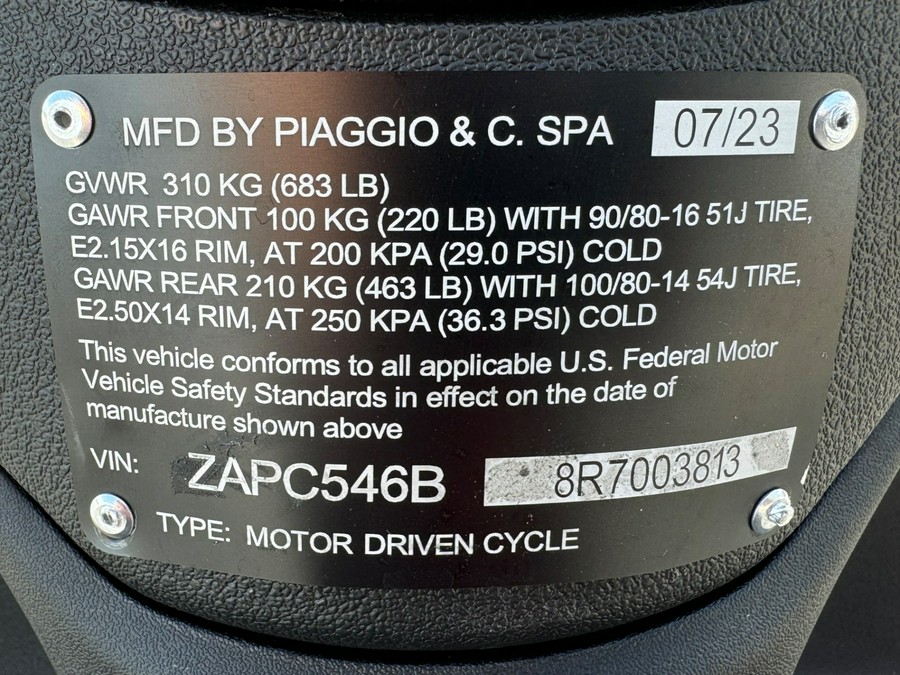 MFD BY PIAGGIO & C. SPA 07/23
GVWR 310 KG (683 LB)
GAWR FRONT 100 KG (220 LB) WITH 90/80-16 51J TIRE,
E2.15X16 RIM, AT 200 KPA (29.0 PSI) COLD
GAWR REAR 210 KG (463 LB) WITH 100/80-14 54J TIRE,
E2.50X14 RIM, AT 250 KPA (36.3 PSI) COLD
This vehicle conforms to all applicable U.S. Federal Motor
Vehicle Safety Standards in effect on the date of
manufacture shown above
VIN: ZAPC546B 8R7003813
TYPE: MOTOR DRIVEN CYCLE